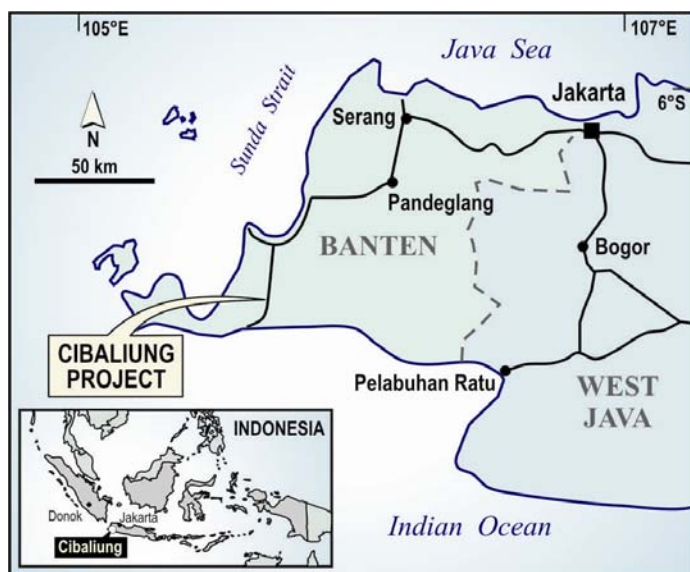 105°E
107°E
Java Sea
6°S
Jakarta
Serang
Sunda Strait
N
50 km
Pandeglang
BANTEN
Bogor
CIBALIUNG
PROJECT
Pelabuhan Ratu
WEST
JAVA
INDONESIA
Donok
Jakarta
Cibaliung
Indian Ocean